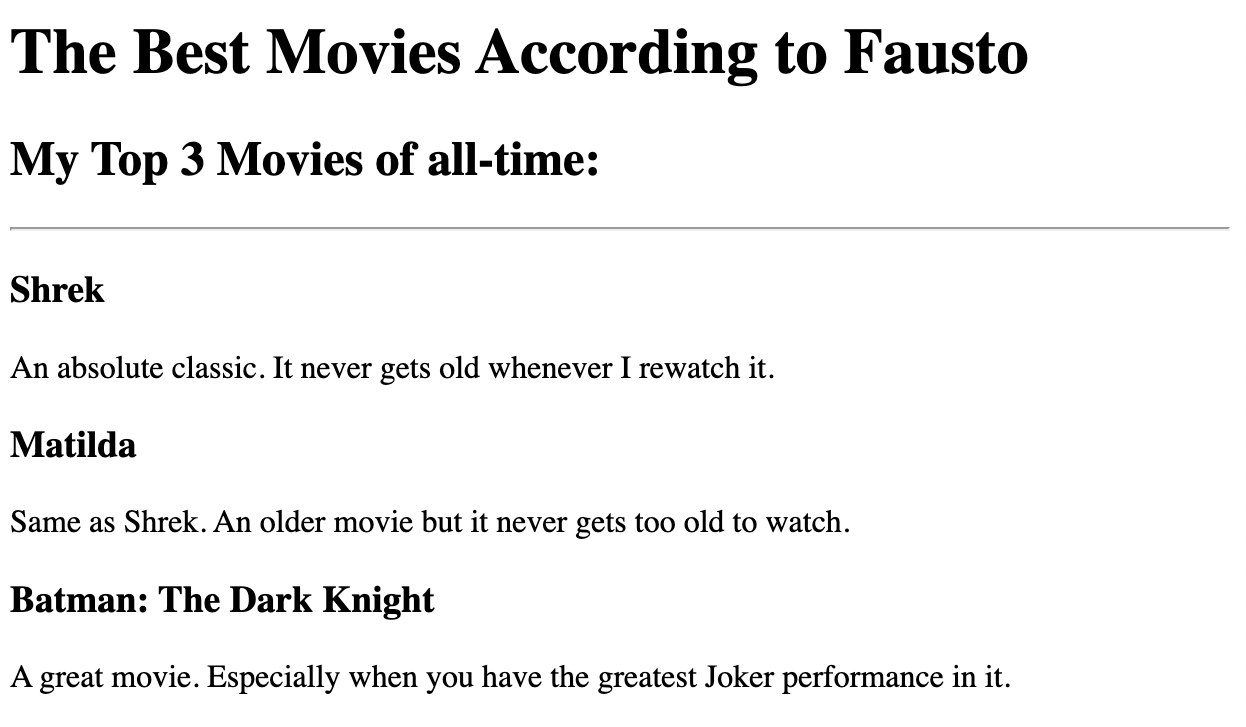 The Best Movies According to Fausto
My Top 3 Movies of all-time:
Shrek
An absolute classic. It never gets old whenever I rewatch it.
Matilda
Same as Shrek. An older movie but it never gets too old to watch.
Batman: The Dark Knight
A great movie. Especially when you have the greatest Joker performance in it.